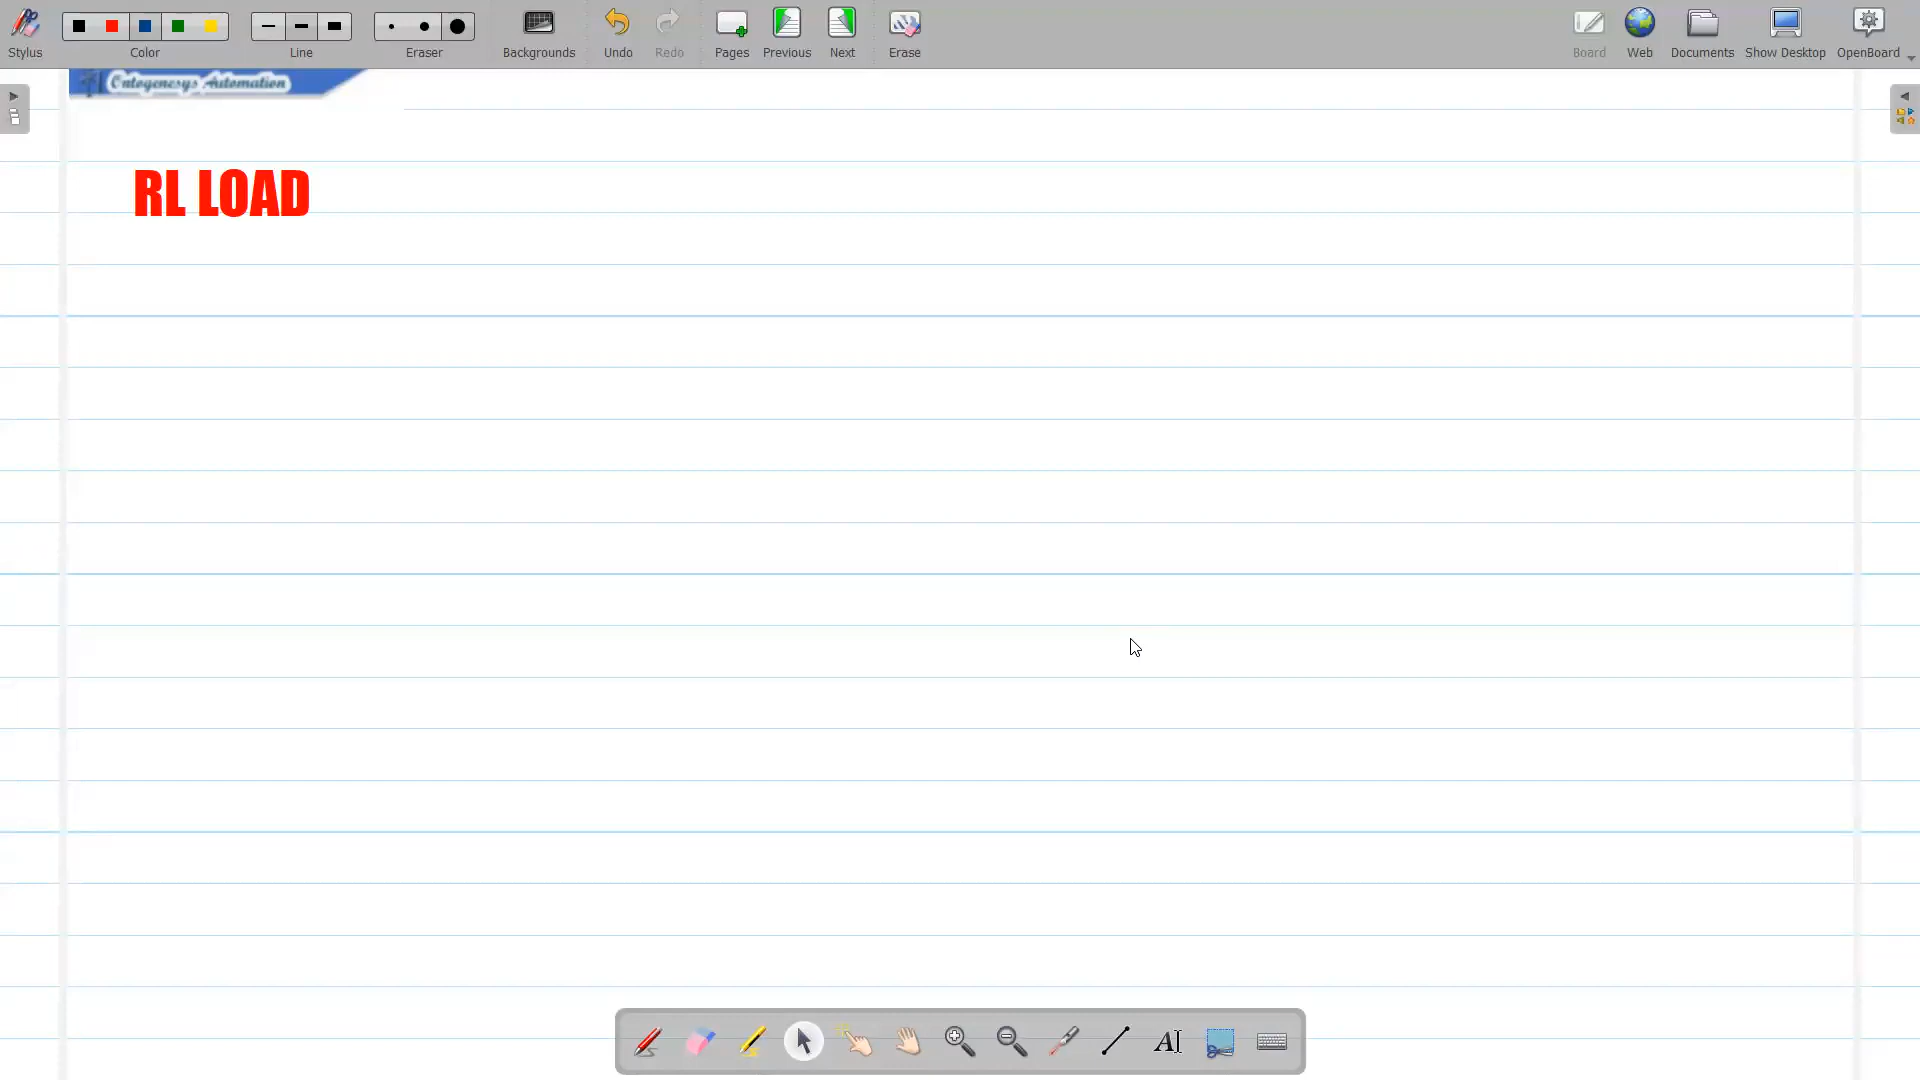 Stylus Color Line Eraser Backgrounds Undo Redo Pages Previous Next Erase Board Web Documents Show Desktop OpenBoard
Ontogenesys Automation
RL LOAD
A